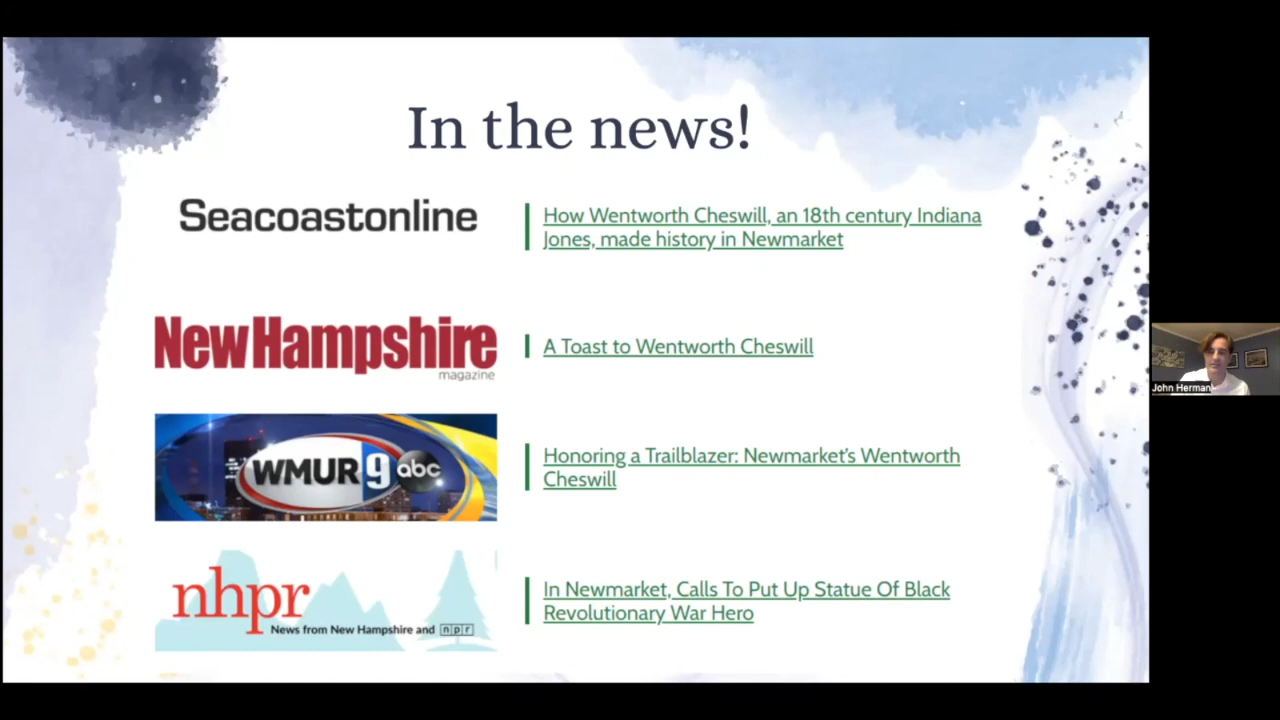 In the news!
Seacoastonline
How Wentworth Cheswill, an 18th century Indiana
Jones, made history in Newmarket
NewHampshire
magazine
A Toast to Wentworth Cheswill
WMUR 9 abc
Honoring a Trailblazer: Newmarket's Wentworth
Cheswill
nhpr
News from New Hampshire and npr
In Newmarket, Calls To Put Up Statue Of Black
Revolutionary War Hero
John Herman